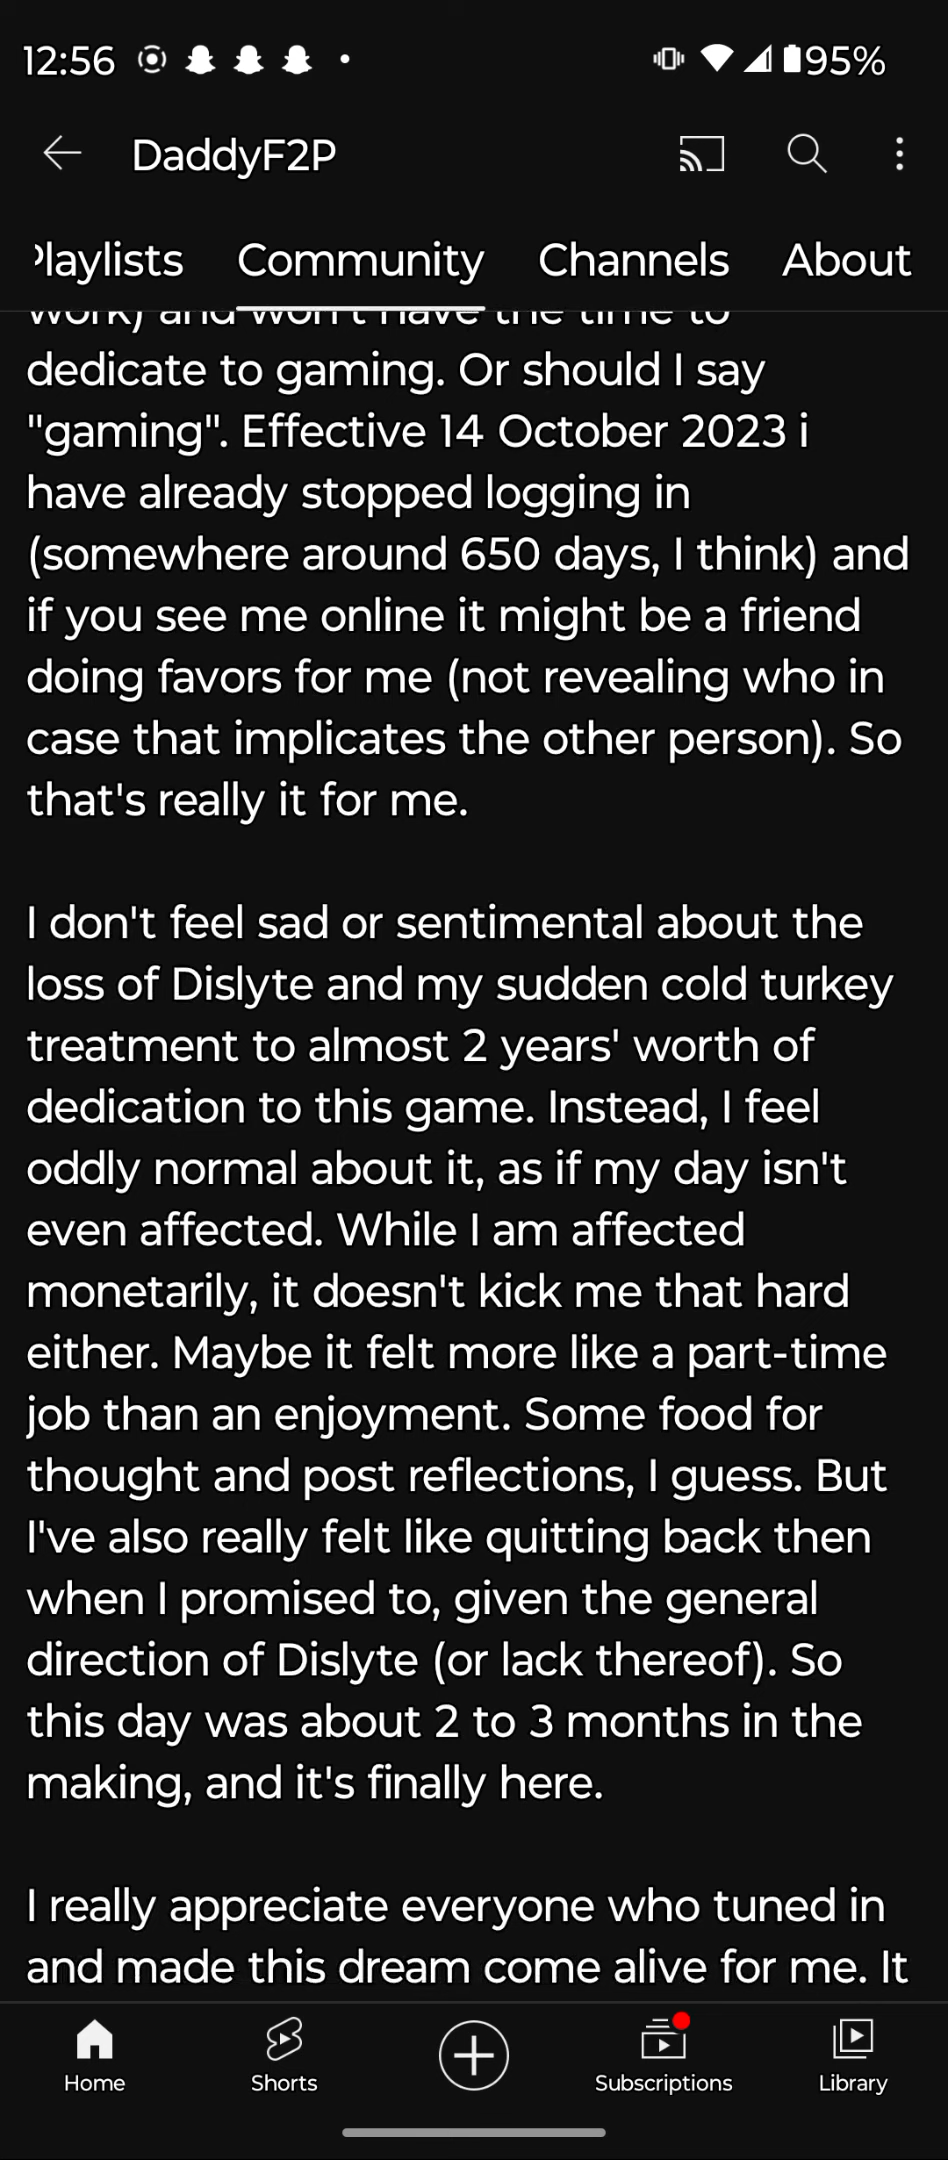 12:56
95%
DaddyF2P
Playlists Community Channels About
work) and won't have the time to
dedicate to gaming. Or should I say
"gaming". Effective 14 October 2023 i
have already stopped logging in
(somewhere around 650 days, I think) and
if you see me online it might be a friend
doing favors for me (not revealing who in
case that implicates the other person). So
that's really it for me.
I don't feel sad or sentimental about the
loss of Dislyte and my sudden cold turkey
treatment to almost 2 years' worth of
dedication to this game. Instead, I feel
oddly normal about it, as if my day isn't
even affected. While I am affected
monetarily, it doesn't kick me that hard
either. Maybe it felt more like a part-time
job than an enjoyment. Some food for
thought and post reflections, I guess. But
I've also really felt like quitting back then
when I promised to, given the general
direction of Dislyte (or lack thereof). So
this day was about 2 to 3 months in the
making, and it's finally here.
I really appreciate everyone who tuned in
and made this dream come alive for me. It
Home Shorts Subscriptions Library